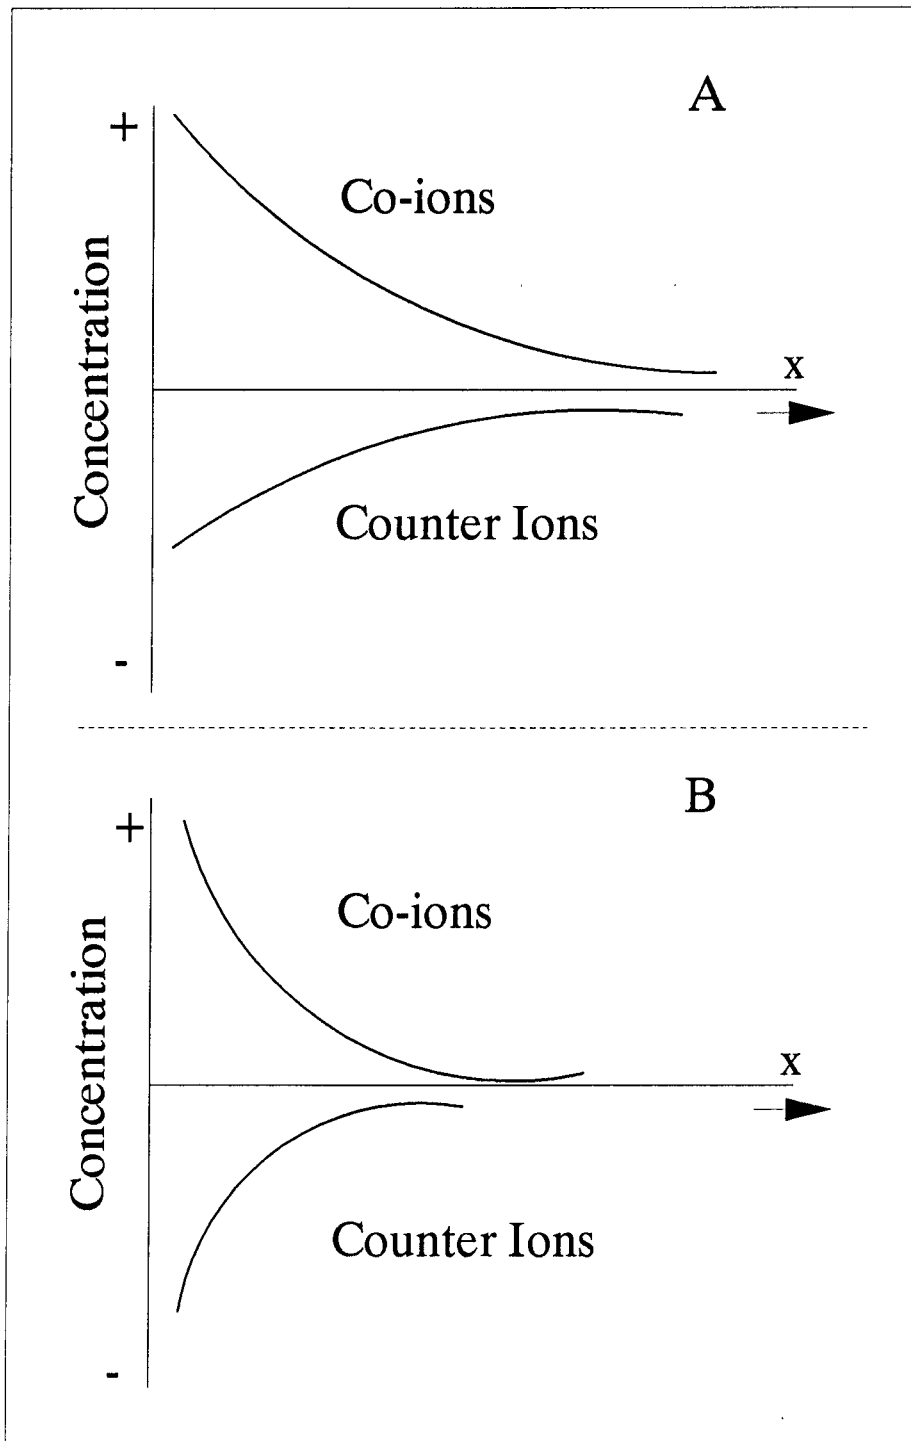 A
+
Co-ions
Concentration
x
Counter Ions
-
B
+
Co-ions
Concentration
x
Counter Ions
-